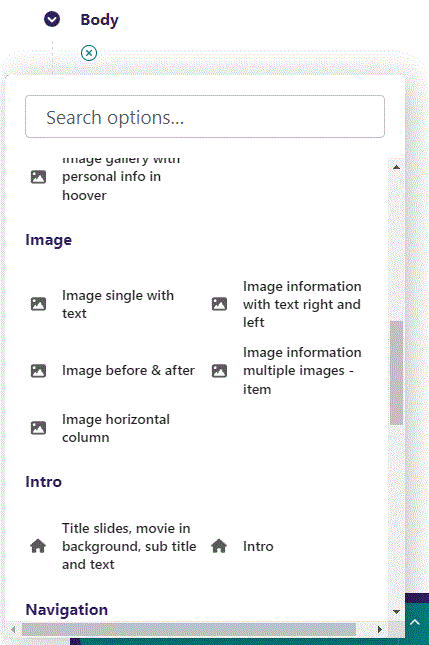 Body
Search options...
Image gallery with
personal info in
hoover
Image
Image single with
text
Image information
with text right and
left
Image before & after
Image information
multiple images -
item
Image horizontal
column
Intro
Title slides, movie in
background, sub title
and text
Intro
Navigation